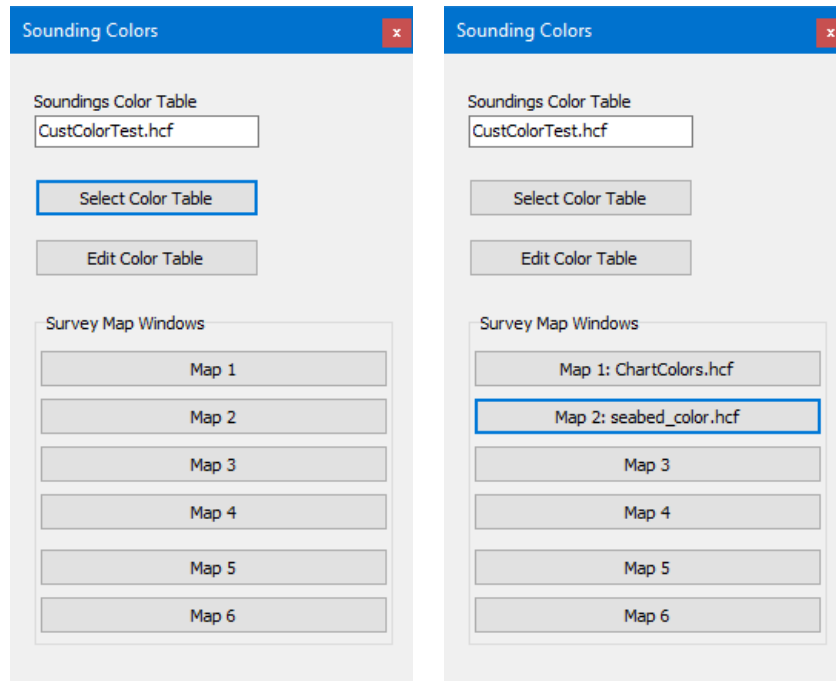 Sounding Colors
x
Soundings Color Table
CustColorTest.hcf
Select Color Table
Edit Color Table
Survey Map Windows
Map 1
Map 2
Map 3
Map 4
Map 5
Map 6
Sounding Colors
x
Soundings Color Table
CustColorTest.hcf
Select Color Table
Edit Color Table
Survey Map Windows
Map 1: ChartColors.hcf
Map 2: seabed_color.hcf
Map 3
Map 4
Map 5
Map 6